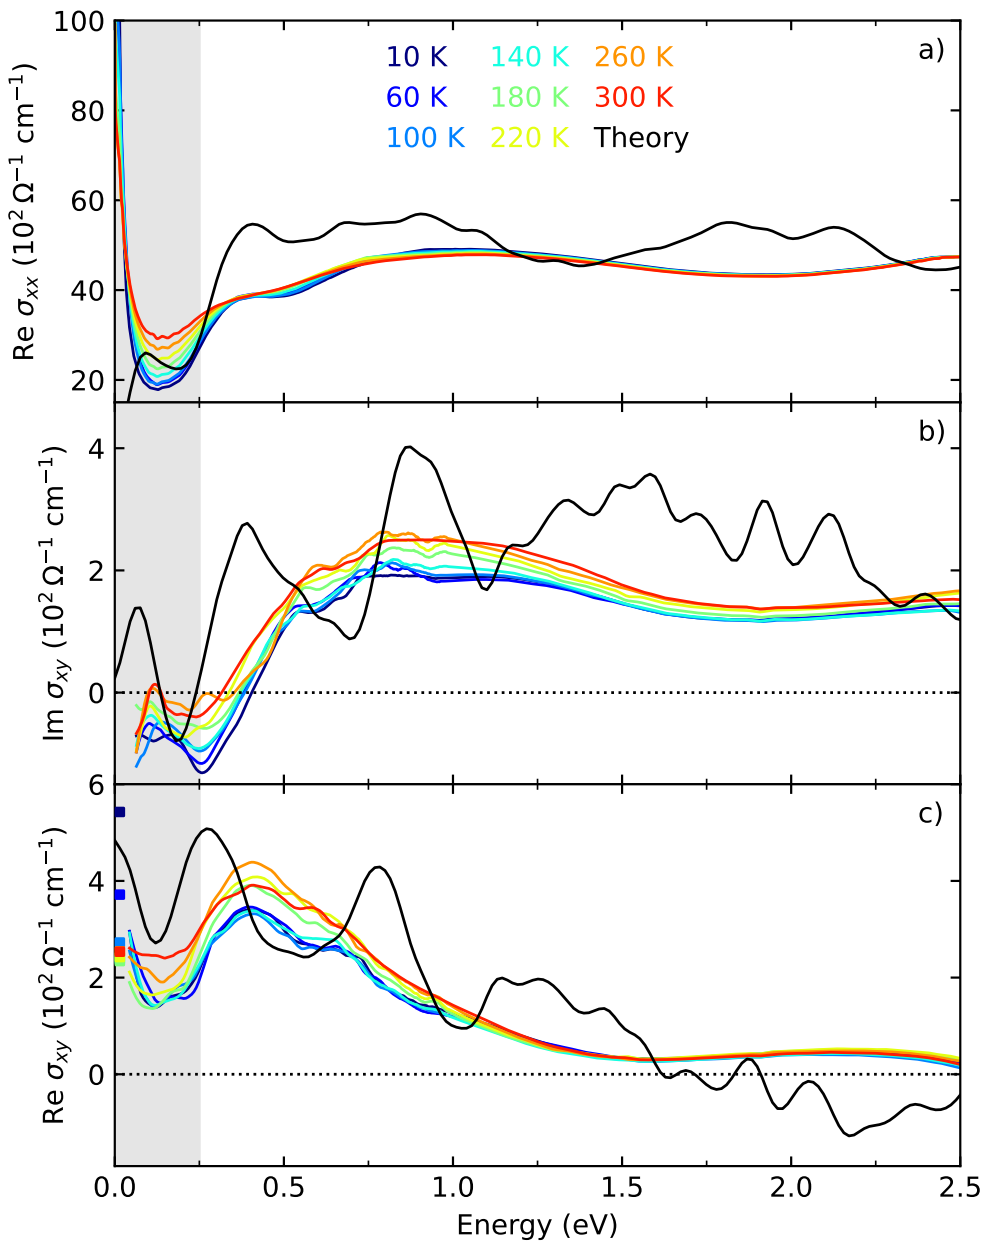 100
80
60
40
20
Re σxx (10² Ω⁻¹ cm⁻¹)
a)
10 K 140 K 260 K
60 K 180 K 300 K
100 K 220 K Theory
4
2
0
Im σxy (10² Ω⁻¹ cm⁻¹)
b)
6
4
2
0
Re σxy (10² Ω⁻¹ cm⁻¹)
c)
0.0 0.5 1.0 1.5 2.0 2.5
Energy (eV)